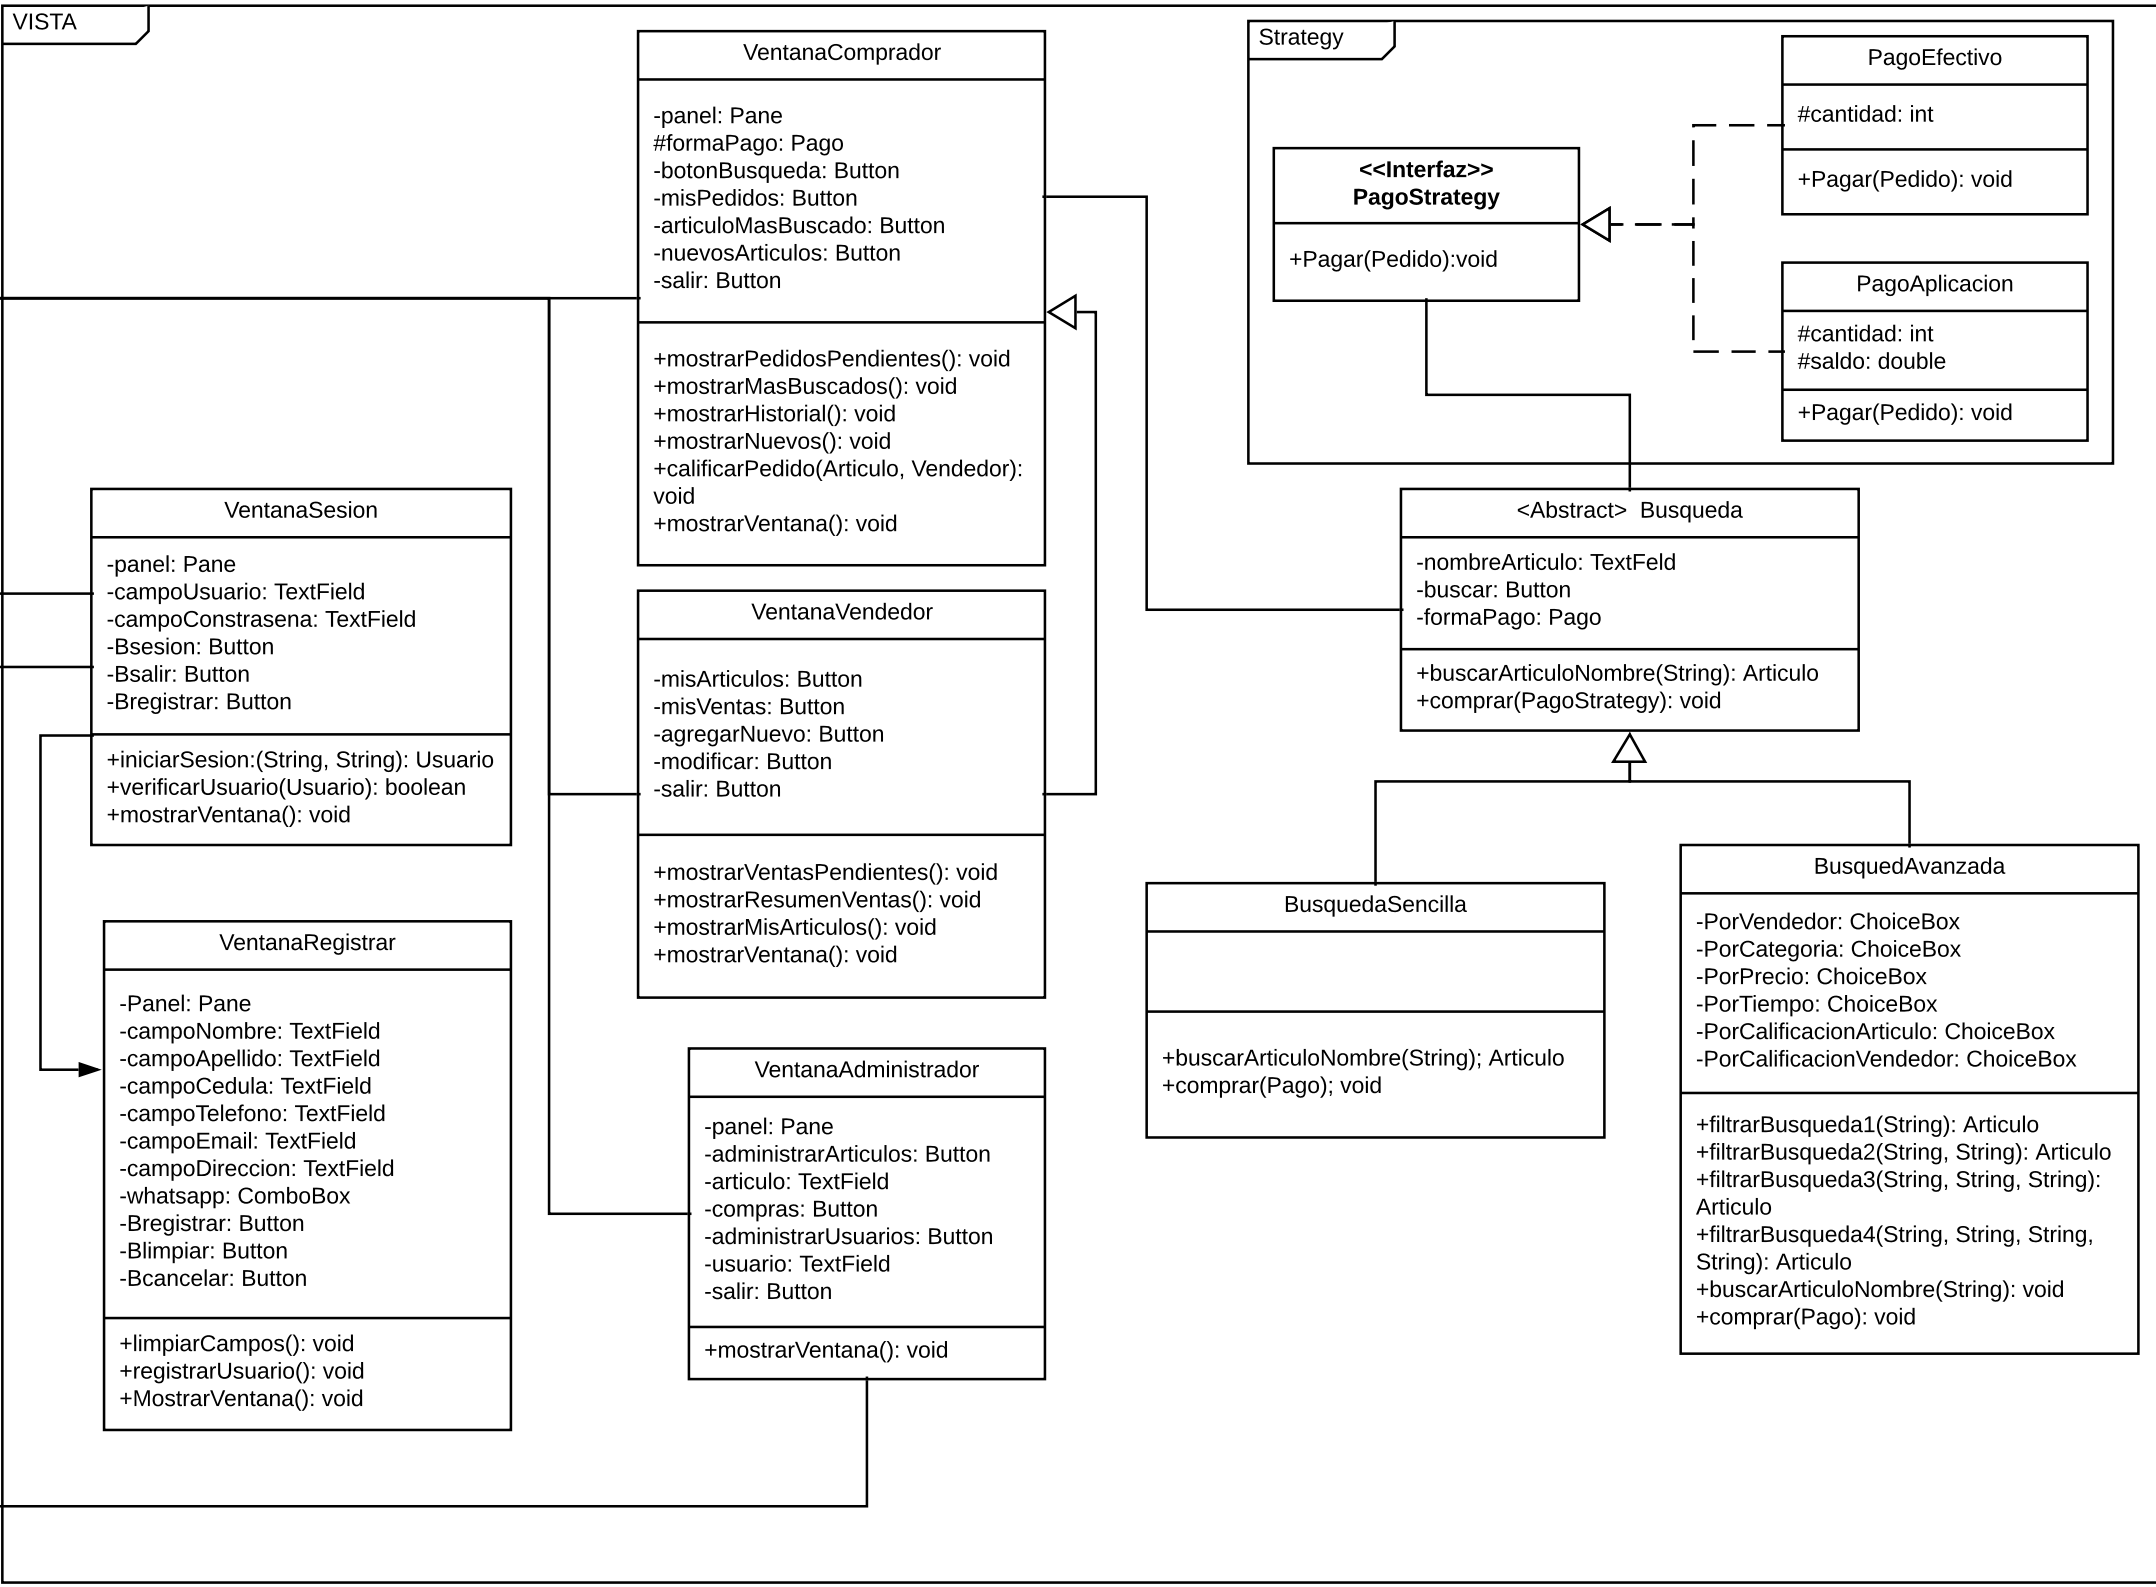 VISTA
VentanaComprador
-panel: Pane
#formaPago: Pago
-botonBusqueda: Button
-misPedidos: Button
-articuloMasBuscado: Button
-nuevosArticulos: Button
-salir: Button
+mostrarPedidosPendientes(): void
+mostrarMasBuscados(): void
+mostrarHistorial(): void
+mostrarNuevos(): void
+calificarPedido(Articulo, Vendedor):
void
+mostrarVentana(): void
Strategy
<<Interfaz>>
PagoStrategy
+Pagar(Pedido):void
PagoEfectivo
#cantidad: int
+Pagar(Pedido): void
PagoAplicacion
#cantidad: int
#saldo: double
+Pagar(Pedido): void
VentanaSesion
-panel: Pane
-campoUsuario: TextField
-campoConstrasena: TextField
-Bsesion: Button
-Bsalir: Button
-Bregistrar: Button
+iniciarSesion:(String, String): Usuario
+verificarUsuario(Usuario): boolean
+mostrarVentana(): void
VentanaVendedor
-misArticulos: Button
-misVentas: Button
-agregarNuevo: Button
-modificar: Button
-salir: Button
+mostrarVentasPendientes(): void
+mostrarResumenVentas(): void
+mostrarMisArticulos(): void
+mostrarVentana(): void
<Abstract>  Busqueda
-nombreArticulo: TextFeld
-buscar: Button
-formaPago: Pago
+buscarArticuloNombre(String): Articulo
+comprar(PagoStrategy): void
VentanaRegistrar
-Panel: Pane
-campoNombre: TextField
-campoApellido: TextField
-campoCedula: TextField
-campoTelefono: TextField
-campoEmail: TextField
-campoDireccion: TextField
-whatsapp: ComboBox
-Bregistrar: Button
-Blimpiar: Button
-Bcancelar: Button
+limpiarCampos(): void
+registrarUsuario(): void
+MostrarVentana(): void
VentanaAdministrador
-panel: Pane
-administrarArticulos: Button
-articulo: TextField
-compras: Button
-administrarUsuarios: Button
-usuario: TextField
-salir: Button
+mostrarVentana(): void
BusquedaSencilla
+buscarArticuloNombre(String); Articulo
+comprar(Pago); void
BusquedAvanzada
-PorVendedor: ChoiceBox
-PorCategoria: ChoiceBox
-PorPrecio: ChoiceBox
-PorTiempo: ChoiceBox
-PorCalificacionArticulo: ChoiceBox
-PorCalificacionVendedor: ChoiceBox
+filtrarBusqueda1(String): Articulo
+filtrarBusqueda2(String, String): Articulo
+filtrarBusqueda3(String, String, String):
Articulo
+filtrarBusqueda4(String, String, String,
String): Articulo
+buscarArticuloNombre(String): void
+comprar(Pago): void